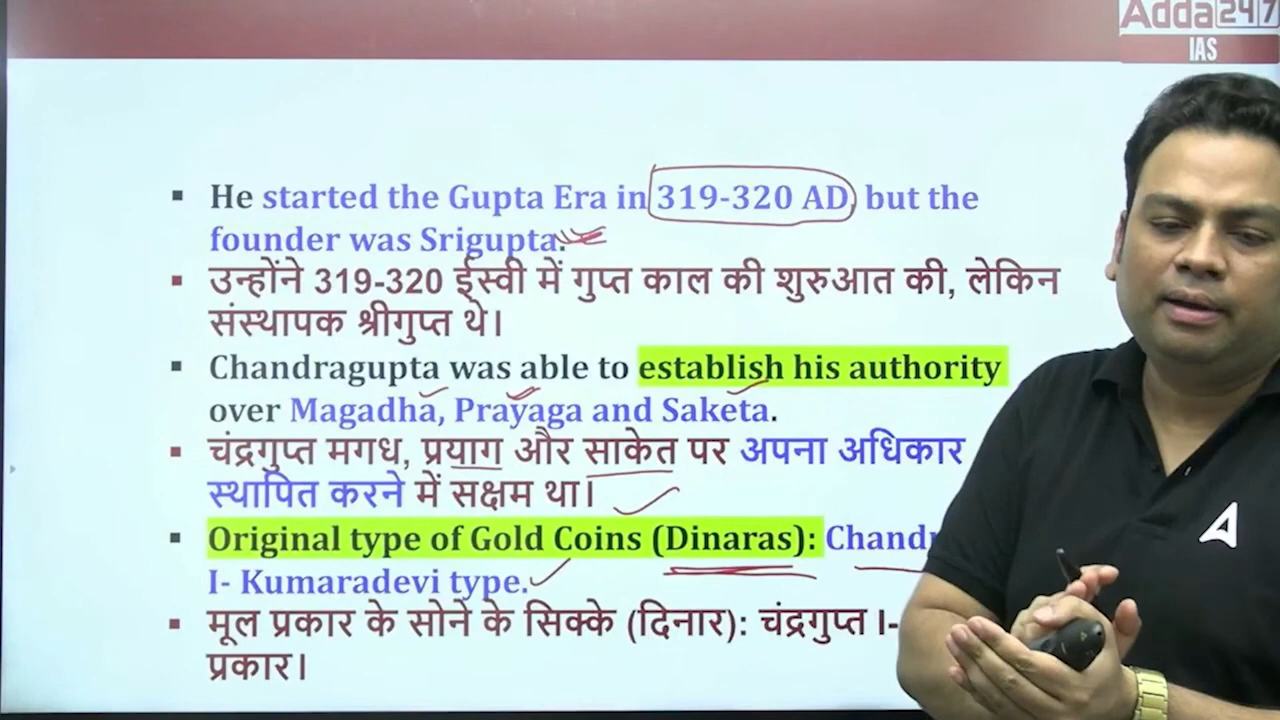 Adda247
IAS
▪ He started the Gupta Era in 319-320 AD, but the
founder was Srigupta.
▪ उन्होंने 319-320 ईस्वी में गुप्त काल की शुरुआत की, लेकिन
संस्थापक श्रीगुप्त थे।
▪ Chandragupta was able to establish his authority
over Magadha, Prayaga and Saketa.
▪ चंद्रगुप्त मगध, प्रयाग और साकेत पर अपना अधिकार
स्थापित करने में सक्षम था।
▪ Original type of Gold Coins (Dinaras):
I- Kumaradevi type.
▪ मूल प्रकार के सोने के सिक्के (दिनार): चंद्रगुप्त I-
प्रकार।